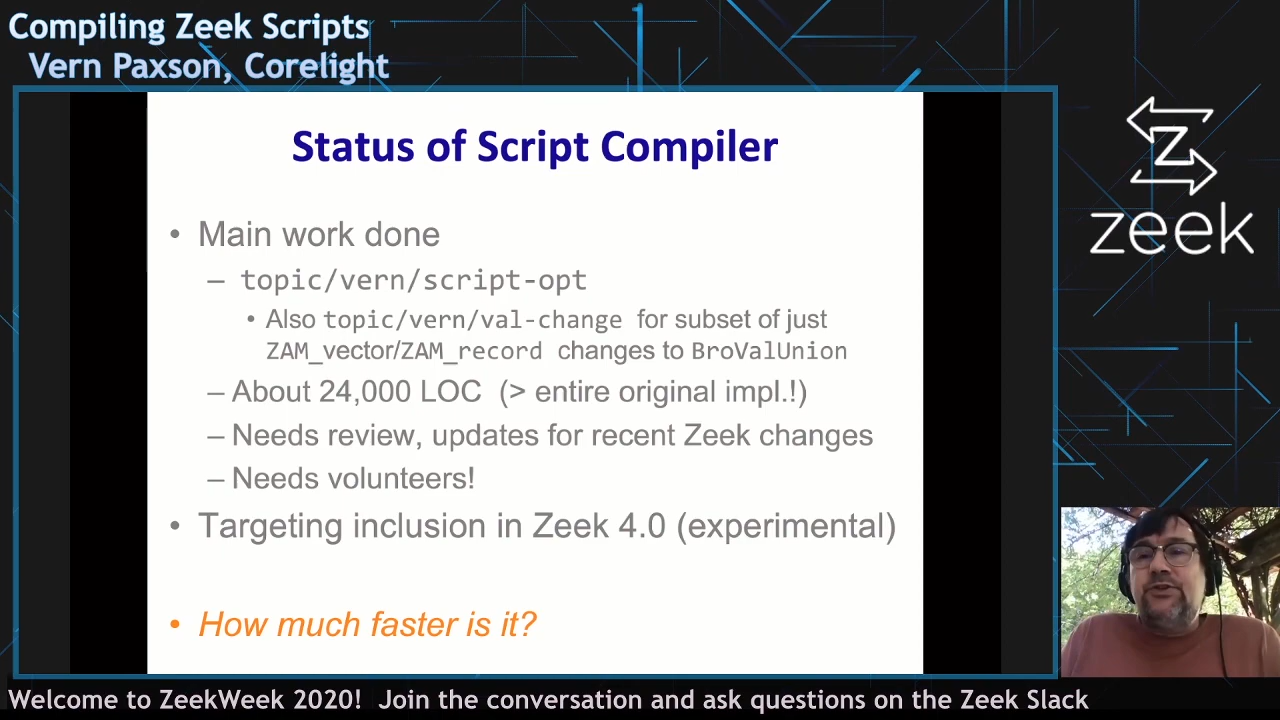 Compiling Zeek Scripts
Vern Paxson, Corelight
Status of Script Compiler
• Main work done
– topic/vern/script-opt
• Also topic/vern/val-change for subset of just
ZAM_vector/ZAM_record changes to BroValUnion
– About 24,000 LOC (> entire original impl.!)
– Needs review, updates for recent Zeek changes
– Needs volunteers!
• Targeting inclusion in Zeek 4.0 (experimental)
• How much faster is it?
Z
zeek
Welcome to ZeekWeek 2020! Join the conversation and ask questions on the Zeek Slack